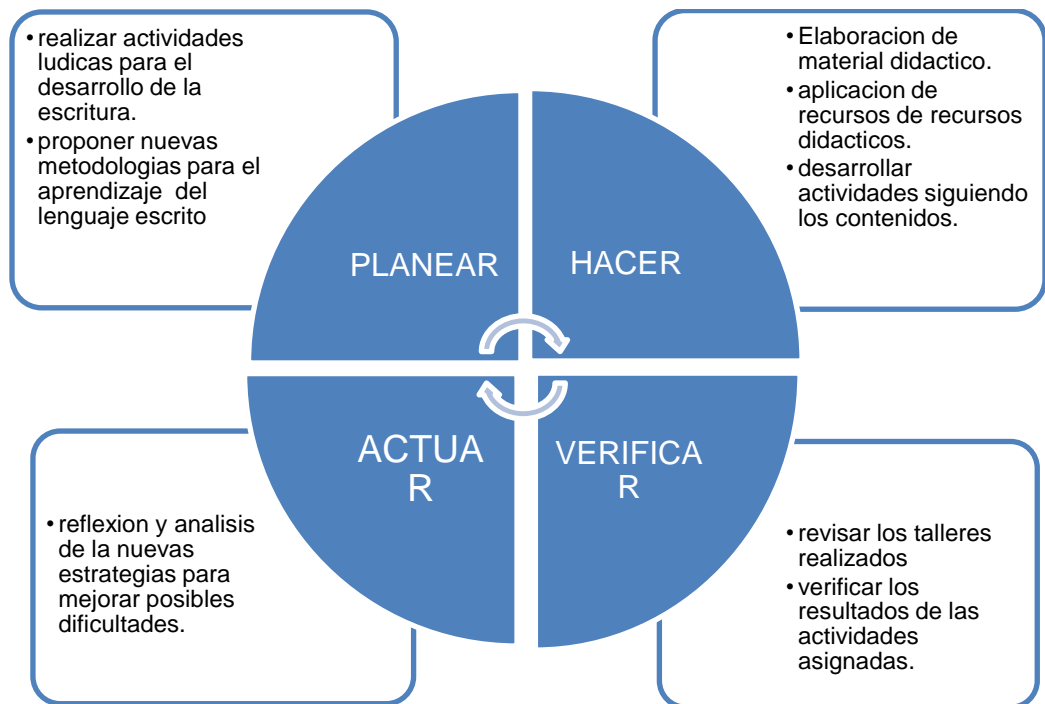 •realizar actividades
ludicas para el
desarrollo de la
escritura.
•proponer nuevas
metodologias para el
aprendizaje del
lenguaje escrito
•Elaboracion de
material didactico.
•aplicacion de
recursos de recursos
didacticos.
•desarrollar
actividades siguiendo
los contenidos.
PLANEAR
HACER
ACTUA
R
VERIFICA
R
•reflexion y analisis
de la nuevas
estrategias para
mejorar posibles
dificultades.
•revisar los talleres
realizados
•verificar los
resultados de las
actividades
asignadas.